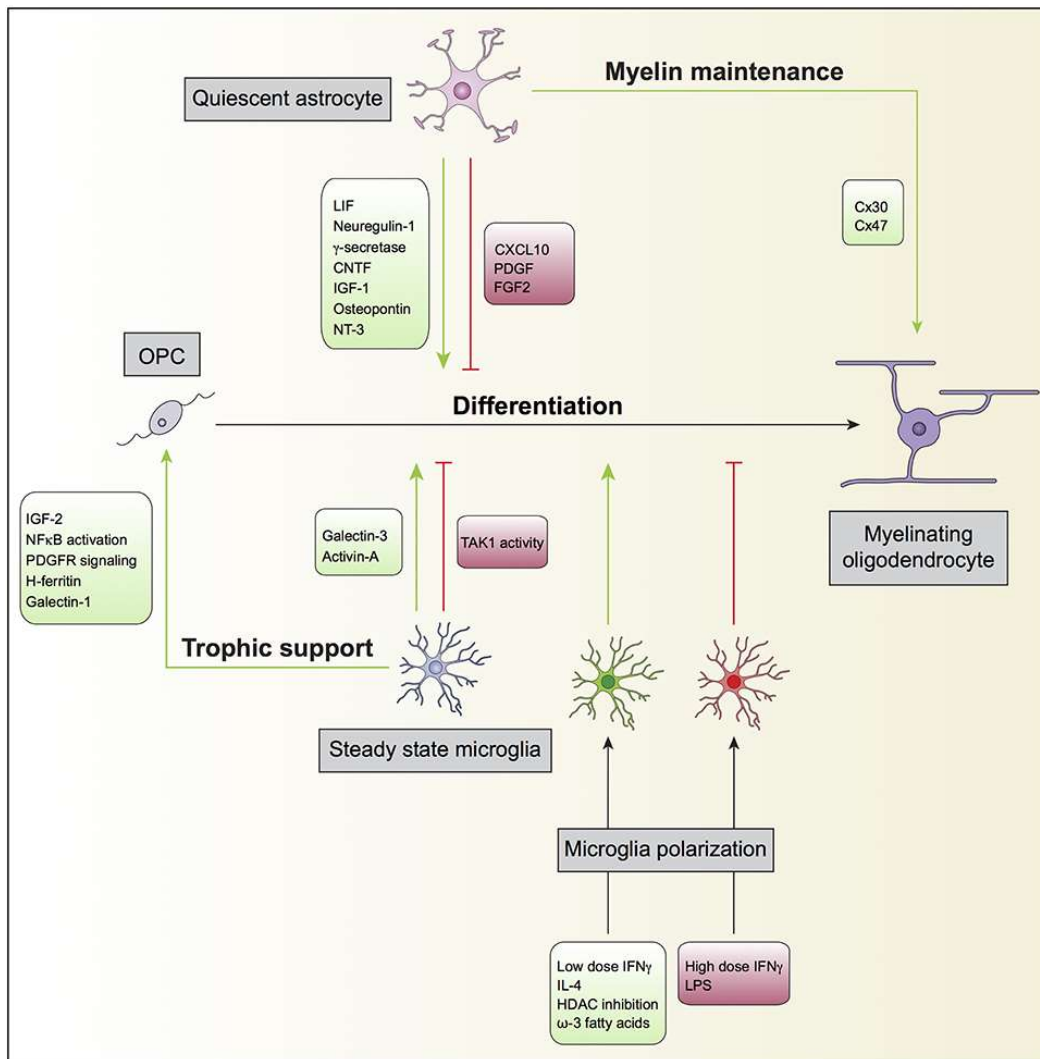 Quiescent astrocyte
Myelin maintenance
LIF
Neuregulin-1
γ-secretase
CNTF
IGF-1
Osteopontin
NT-3
CXCL10
PDGF
FGF2
Cx30
Cx47
OPC
Differentiation
IGF-2
NFκB activation
PDGFR signaling
H-ferritin
Galectin-1
Galectin-3
Activin-A
TAK1 activity
Myelinating
oligodendrocyte
Trophic support
Steady state microglia
Microglia polarization
Low dose IFNγ
IL-4
HDAC inhibition
ω-3 fatty acids
High dose IFNγ
LPS